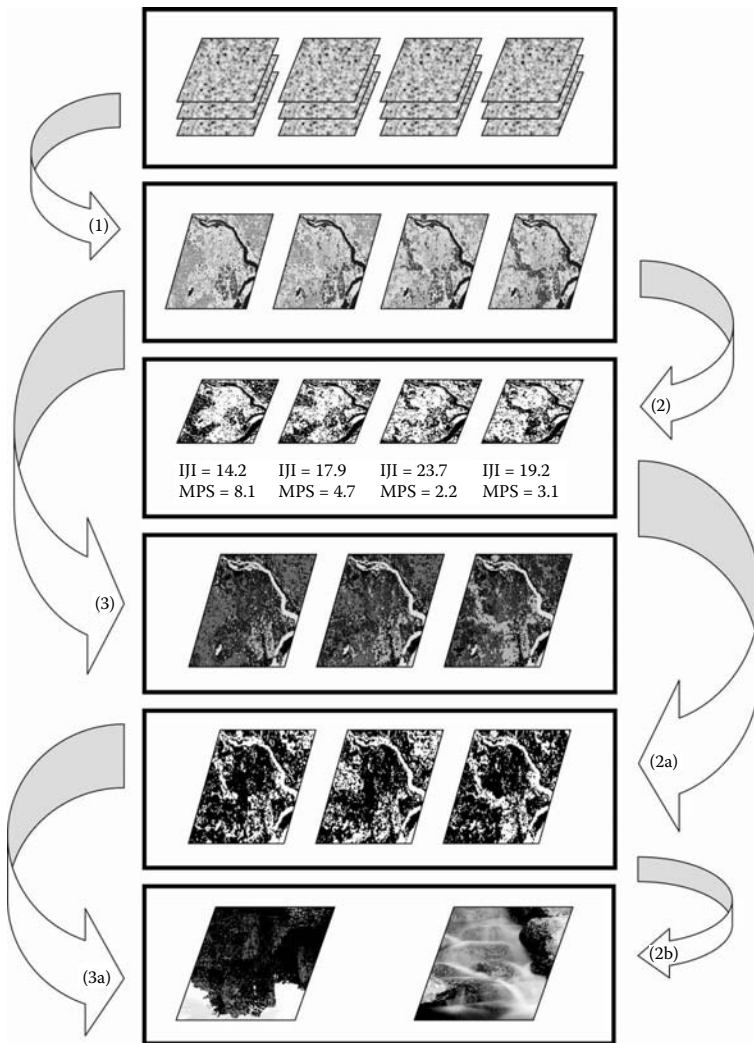 (1)
(2)
IJI = 14.2 IJI = 17.9 IJI = 23.7 IJI = 19.2
MPS = 8.1 MPS = 4.7 MPS = 2.2 MPS = 3.1
(3)
(2a)
(3a)
(2b)